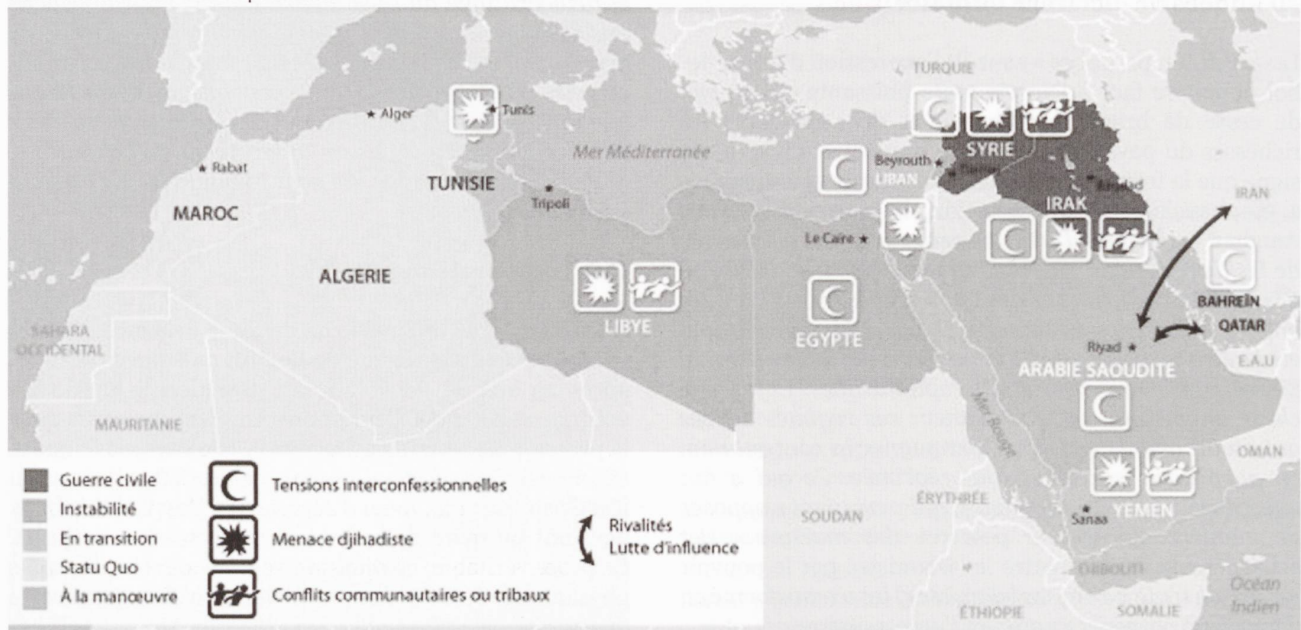 TURQUIE
Alger
Tunis
SYRIE
Mer Méditerranée
Beyrouth
LIBAN
Rabat
TUNISIE
Bagdad
IRAN
Tripoli
IRAK
MAROC
Le Caire
ALGERIE
BAHREÏN
QATAR
LIBYE
EGYPTE
Riyad
SAHARA
OCCIDENTAL
E.A.U
ARABIE SAOUDITE
Mer Rouge
MAURITANIE
OMAN
ÉRYTHRÉE
YEMEN
SOUDAN
Sanaa
DJIBOUTI
Océan
Indien
ÉTHIOPIE
SOMALIE
Guerre civile
Instabilité
En transition
Statu Quo
À la manœuvre
Tensions interconfessionnelles
Menace djihadiste
Conflits communautaires ou tribaux
Rivalités
Lutte d'influence